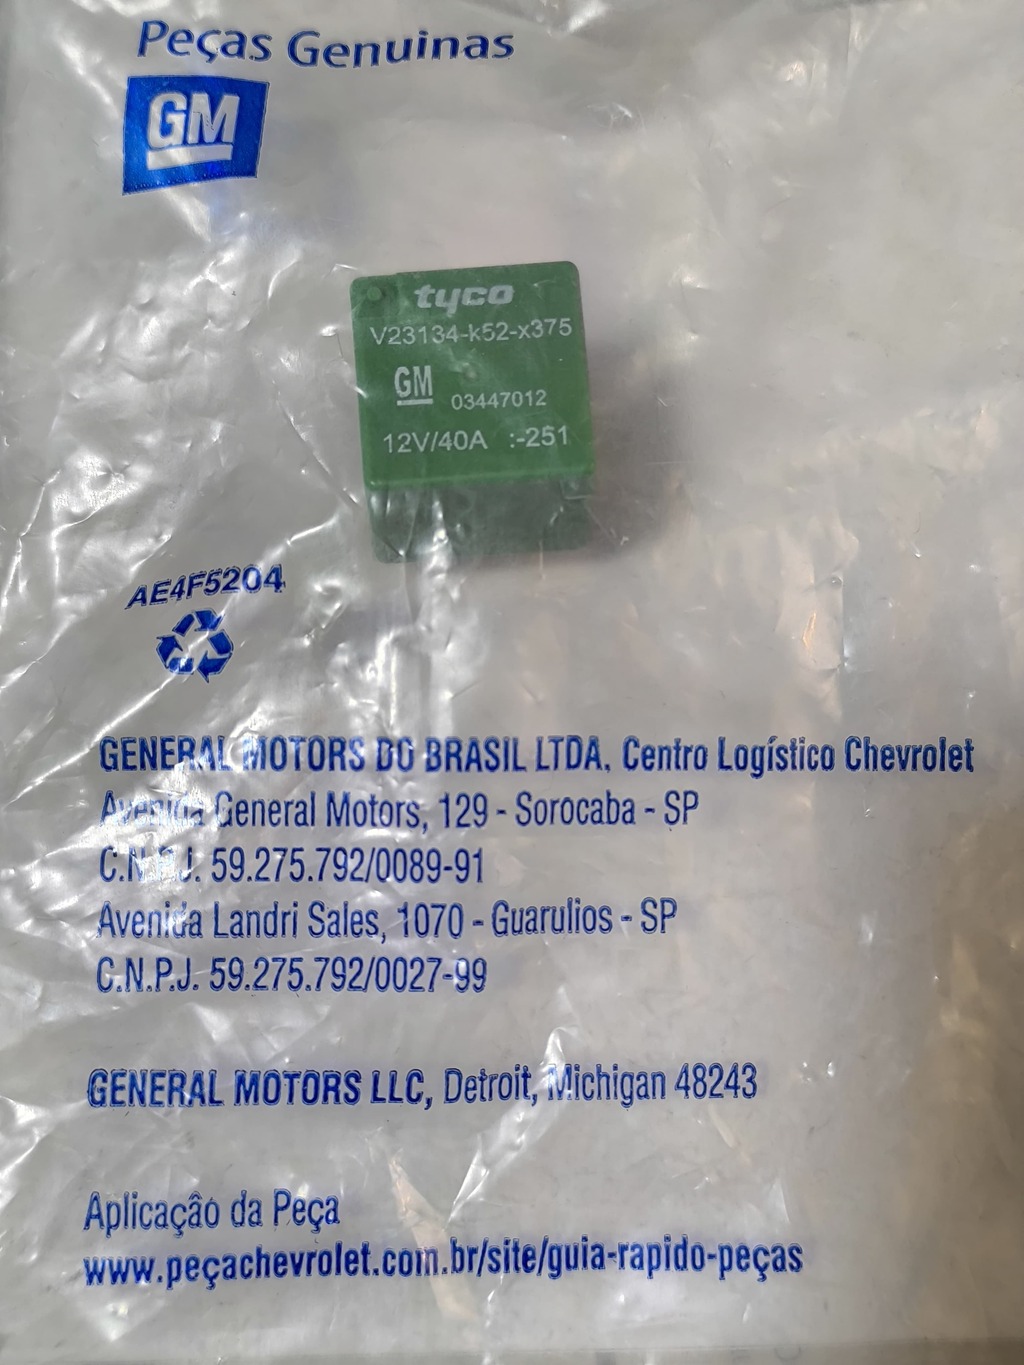 Peças Genuinas
GM
tyco
V23134-k52-x375
GM 03447012
12V/40A :-251
AE4F5204
GENERAL MOTORS DO BRASIL LTDA. Centro Logístico Chevrolet
Avenida General Motors, 129 - Sorocaba - SP
C.N.P.J. 59.275.792/0089-91
Avenida Landri Sales, 1070 - Guarulios - SP
C.N.P.J. 59.275.792/0027-99
GENERAL MOTORS LLC, Detroit, Michigan 48243
Aplicaçâo da Peça
www.peçachevrolet.com.br/site/guia-rapido-peças